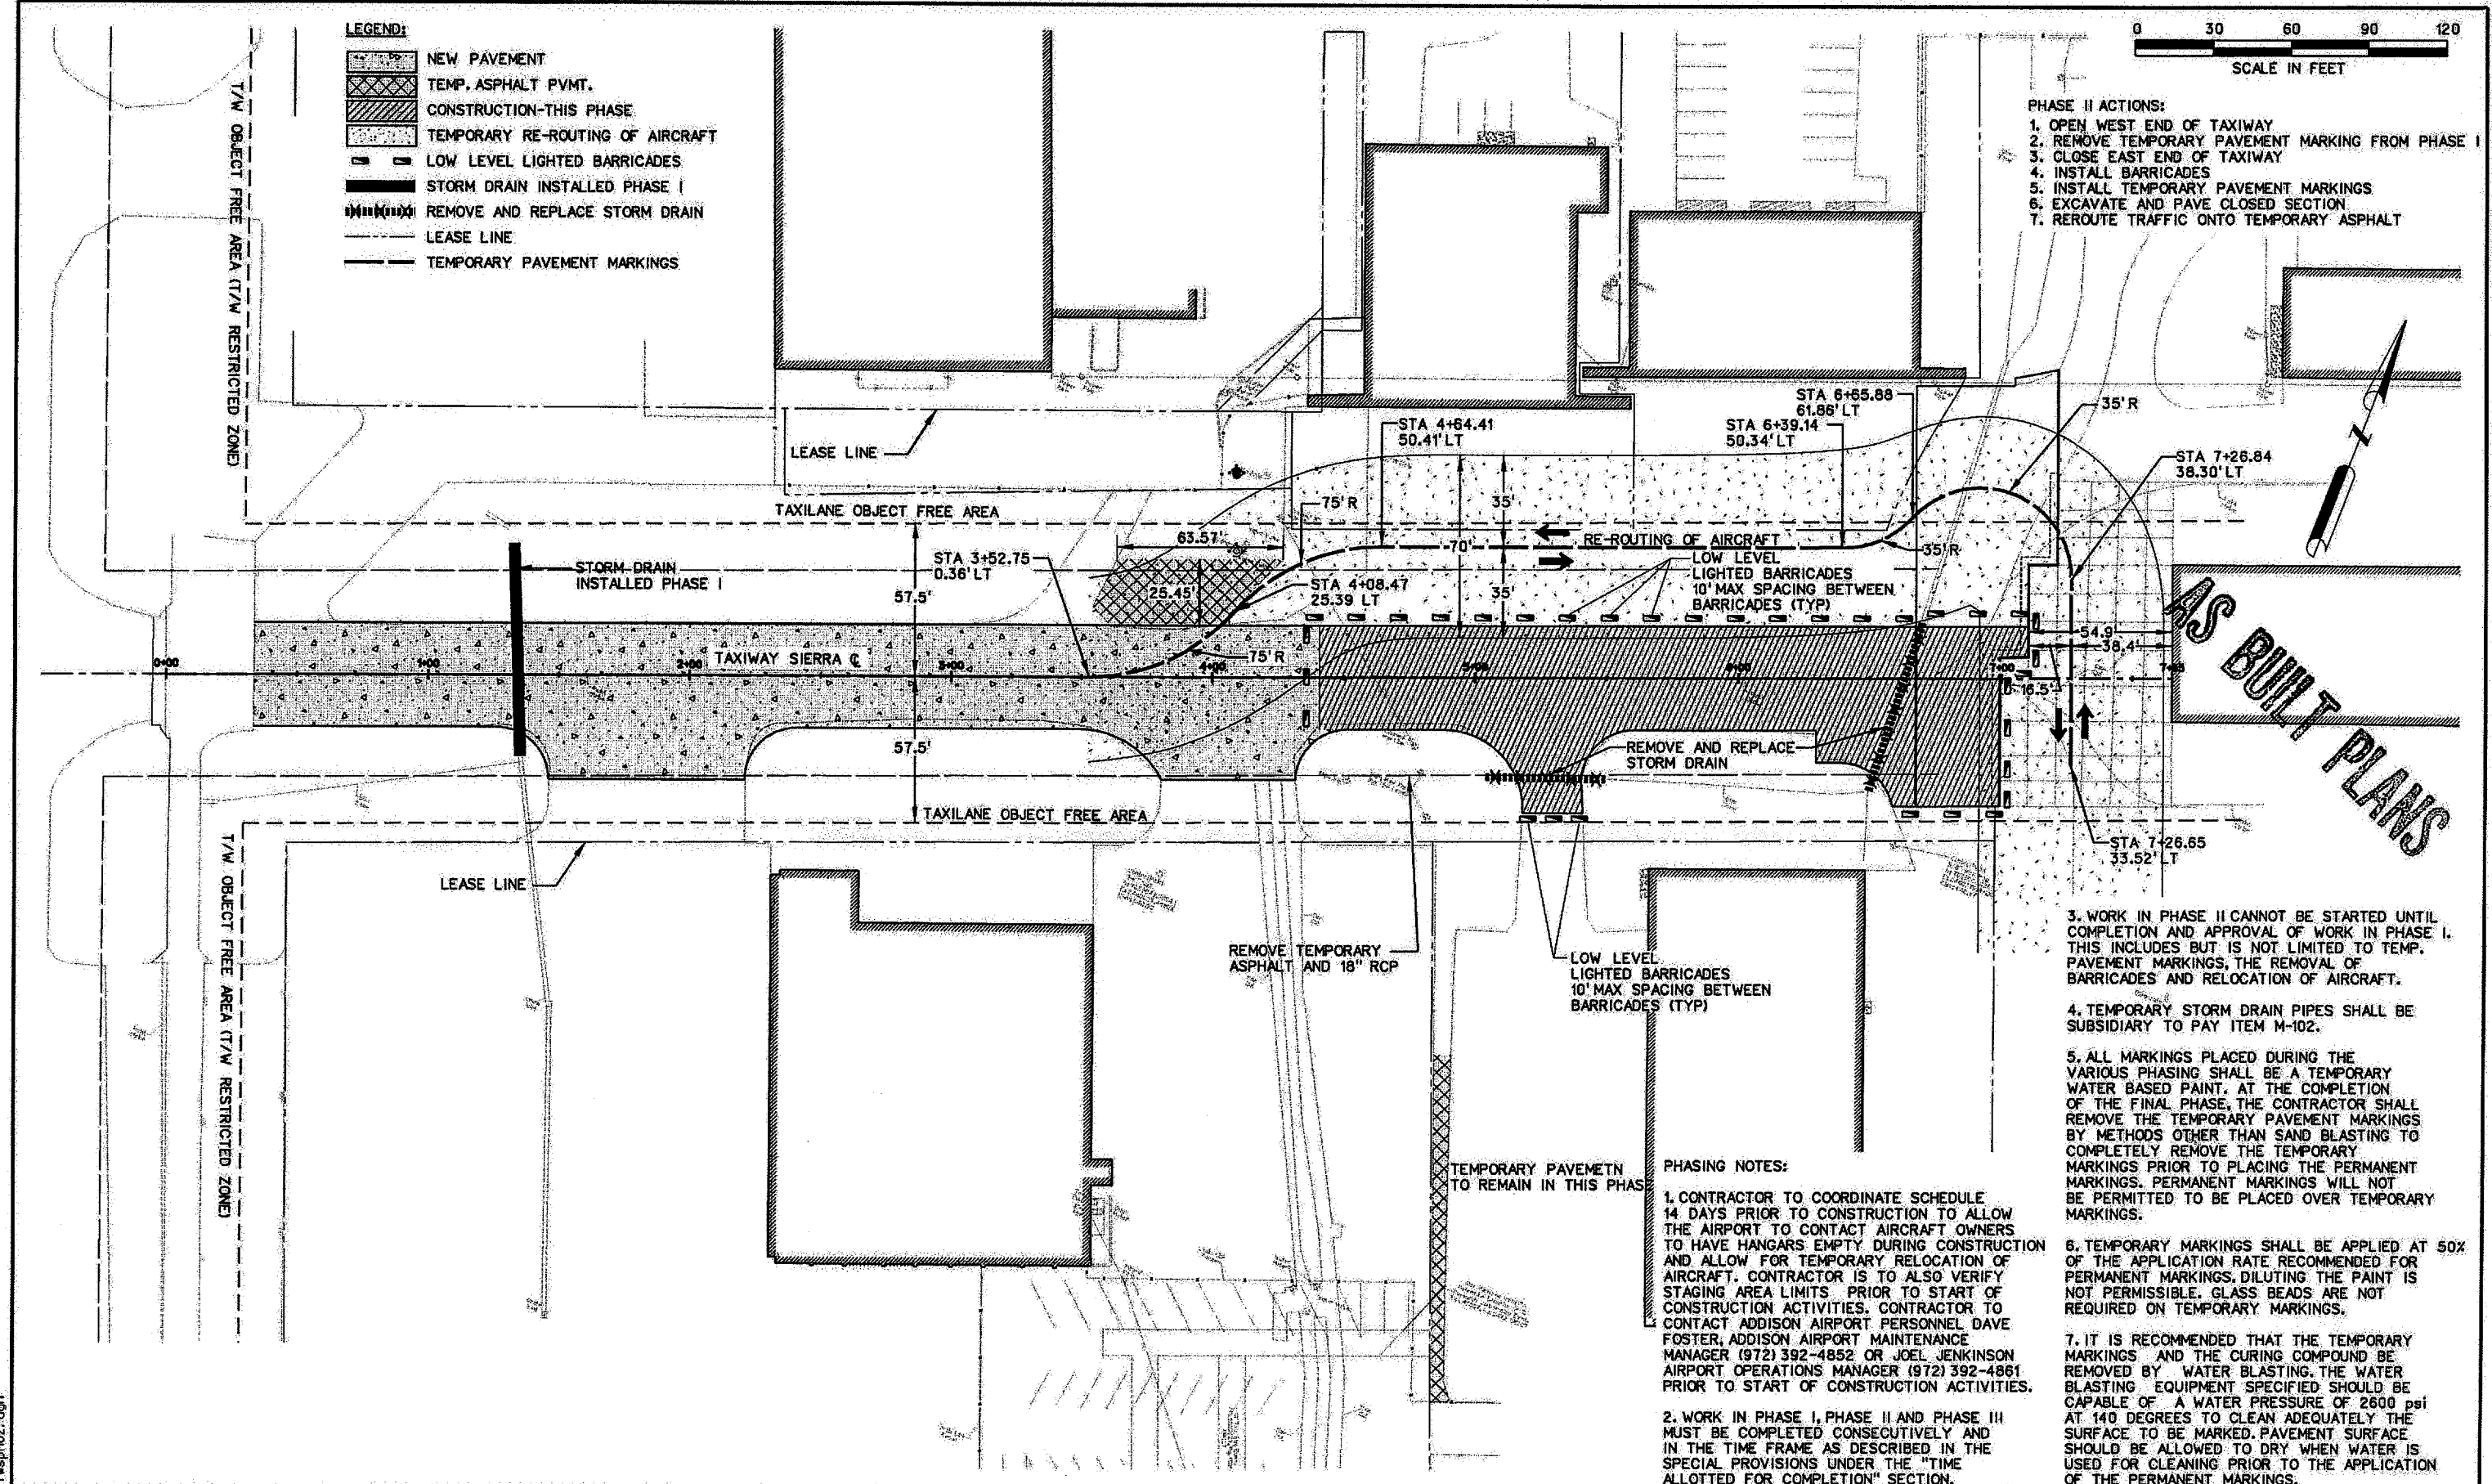 LEGEND:
NEW PAVEMENT
TEMP. ASPHALT PVMT.
CONSTRUCTION-THIS PHASE
TEMPORARY RE-ROUTING OF AIRCRAFT
LOW LEVEL LIGHTED BARRICADES
STORM DRAIN INSTALLED PHASE I
REMOVE AND REPLACE STORM DRAIN
LEASE LINE
TEMPORARY PAVEMENT MARKINGS
0 30 60 90 120
SCALE IN FEET
PHASE II ACTIONS:
1. OPEN WEST END OF TAXIWAY
2. REMOVE TEMPORARY PAVEMENT MARKING FROM PHASE I
3. CLOSE EAST END OF TAXIWAY
4. INSTALL BARRICADES
5. INSTALL TEMPORARY PAVEMENT MARKINGS
6. EXCAVATE AND PAVE CLOSED SECTION
7. REROUTE TRAFFIC ONTO TEMPORARY ASPHALT
T/W OBJECT FREE AREA (T/W RESTRICTED ZONE)
LEASE LINE
TAXILANE OBJECT FREE AREA
STORM DRAIN
INSTALLED PHASE I
STA 3+52.75
0.36' LT
57.5'
63.57'
25.45'
75' R
STA 4+64.41
50.41' LT
STA 4+08.47
25.39 LT
75' R
35'
70'
35'
RE-ROUTING OF AIRCRAFT
LOW LEVEL
LIGHTED BARRICADES
10' MAX SPACING BETWEEN
BARRICADES (TYP)
STA 6+39.14
50.34' LT
STA 6+65.88
61.86' LT
35' R
35' R
STA 7+26.84
38.30' LT
N
54.9'
38.4'
16.5'
0+00 1+00 2+00 3+00 4+00 5+00 6+00 7+00
TAXIWAY SIERRA ℄
57.5'
REMOVE AND REPLACE
STORM DRAIN
TAXILANE OBJECT FREE AREA
STA 7+26.65
33.52' LT
AS BUILT PLANS
T/W OBJECT FREE AREA (T/W RESTRICTED ZONE)
LEASE LINE
REMOVE TEMPORARY
ASPHALT AND 18" RCP
LOW LEVEL
LIGHTED BARRICADES
10' MAX SPACING BETWEEN
BARRICADES (TYP)
TEMPORARY PAVEMETN
TO REMAIN IN THIS PHAS
PHASING NOTES:
1. CONTRACTOR TO COORDINATE SCHEDULE
14 DAYS PRIOR TO CONSTRUCTION TO ALLOW
THE AIRPORT TO CONTACT AIRCRAFT OWNERS
TO HAVE HANGARS EMPTY DURING CONSTRUCTION
AND ALLOW FOR TEMPORARY RELOCATION OF
AIRCRAFT. CONTRACTOR IS TO ALSO VERIFY
STAGING AREA LIMITS PRIOR TO START OF
CONSTRUCTION ACTIVITIES. CONTRACTOR TO
CONTACT ADDISON AIRPORT PERSONNEL DAVE
FOSTER, ADDISON AIRPORT MAINTENANCE
MANAGER (972) 392-4852 OR JOEL JENKINSON
AIRPORT OPERATIONS MANAGER (972) 392-4861
PRIOR TO START OF CONSTRUCTION ACTIVITIES.
2. WORK IN PHASE I, PHASE II AND PHASE III
MUST BE COMPLETED CONSECUTIVELY AND
IN THE TIME FRAME AS DESCRIBED IN THE
SPECIAL PROVISIONS UNDER THE "TIME
ALLOTTED FOR COMPLETION" SECTION.
3. WORK IN PHASE II CANNOT BE STARTED UNTIL
COMPLETION AND APPROVAL OF WORK IN PHASE I.
THIS INCLUDES BUT IS NOT LIMITED TO TEMP.
PAVEMENT MARKINGS, THE REMOVAL OF
BARRICADES AND RELOCATION OF AIRCRAFT.
4. TEMPORARY STORM DRAIN PIPES SHALL BE
SUBSIDIARY TO PAY ITEM M-102.
5. ALL MARKINGS PLACED DURING THE
VARIOUS PHASING SHALL BE A TEMPORARY
WATER BASED PAINT. AT THE COMPLETION
OF THE FINAL PHASE, THE CONTRACTOR SHALL
REMOVE THE TEMPORARY PAVEMENT MARKINGS
BY METHODS OTHER THAN SAND BLASTING TO
COMPLETELY REMOVE THE TEMPORARY
MARKINGS PRIOR TO PLACING THE PERMANENT
MARKINGS. PERMANENT MARKINGS WILL NOT
BE PERMITTED TO BE PLACED OVER TEMPORARY
MARKINGS.
6. TEMPORARY MARKINGS SHALL BE APPLIED AT 50%
OF THE APPLICATION RATE RECOMMENDED FOR
PERMANENT MARKINGS. DILUTING THE PAINT IS
NOT PERMISSIBLE. GLASS BEADS ARE NOT
REQUIRED ON TEMPORARY MARKINGS.
7. IT IS RECOMMENDED THAT THE TEMPORARY
MARKINGS AND THE CURING COMPOUND BE
REMOVED BY WATER BLASTING. THE WATER
BLASTING EQUIPMENT SPECIFIED SHOULD BE
CAPABLE OF A WATER PRESSURE OF 2600 psi
AT 140 DEGREES TO CLEAN ADEQUATELY THE
SURFACE TO BE MARKED. PAVEMENT SURFACE
SHOULD BE ALLOWED TO DRY WHEN WATER IS
USED FOR CLEANING PRIOR TO THE APPLICATION
OF THE PERMANENT MARKINGS.